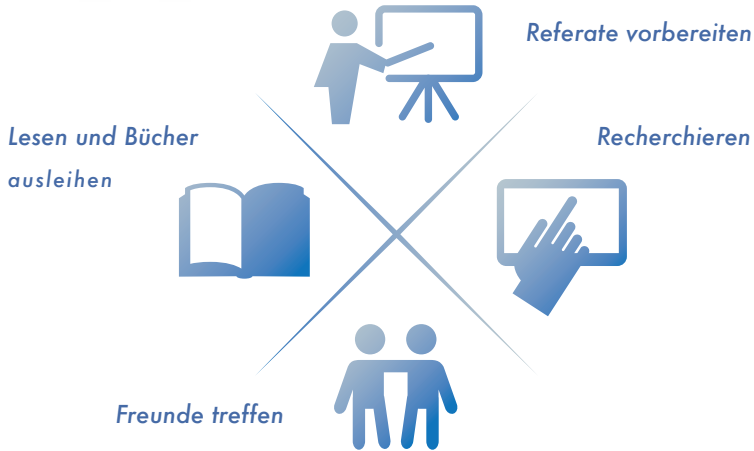 Referate vorbereiten
Lesen und Bücher
ausleihen
Recherchieren
Freunde treffen